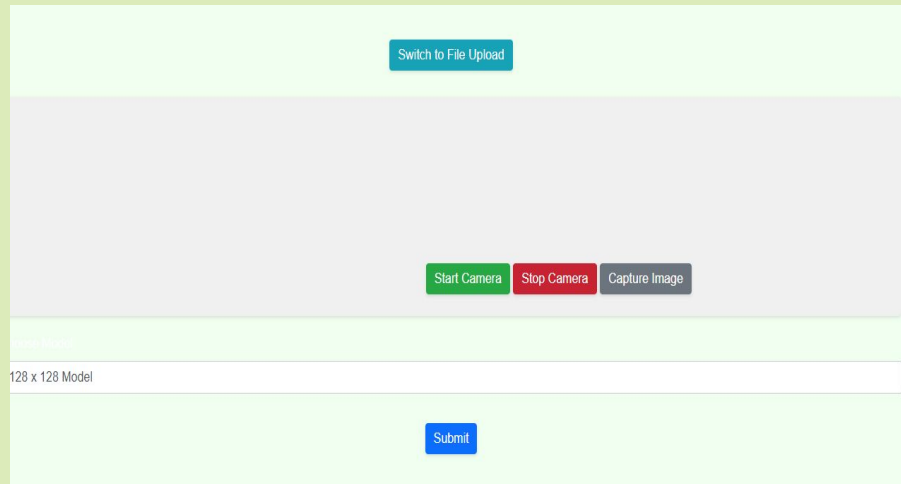 Switch to File Upload
Start Camera Stop Camera Capture Image
128 x 128 Model
Submit